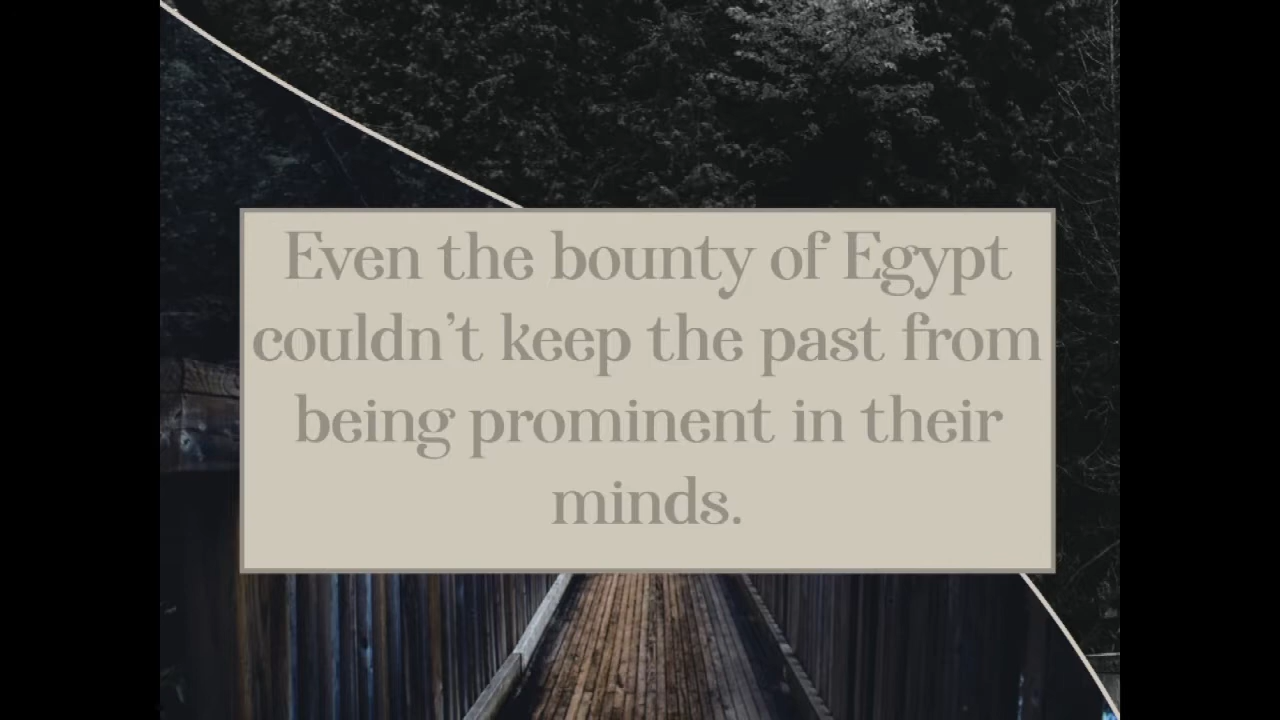 Even the bounty of Egypt
couldn't keep the past from
being prominent in their
minds.